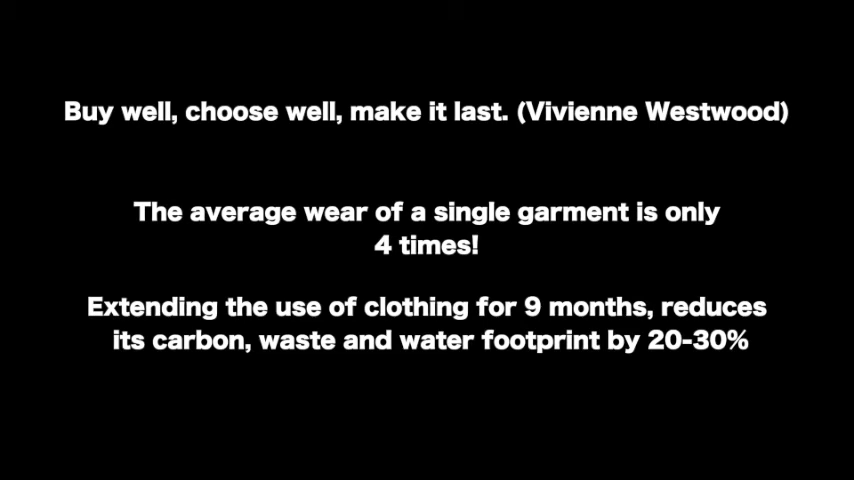 Buy well, choose well, make it last. (Vivienne Westwood)
The average wear of a single garment is only
4 times!
Extending the use of clothing for 9 months, reduces
its carbon, waste and water footprint by 20-30%